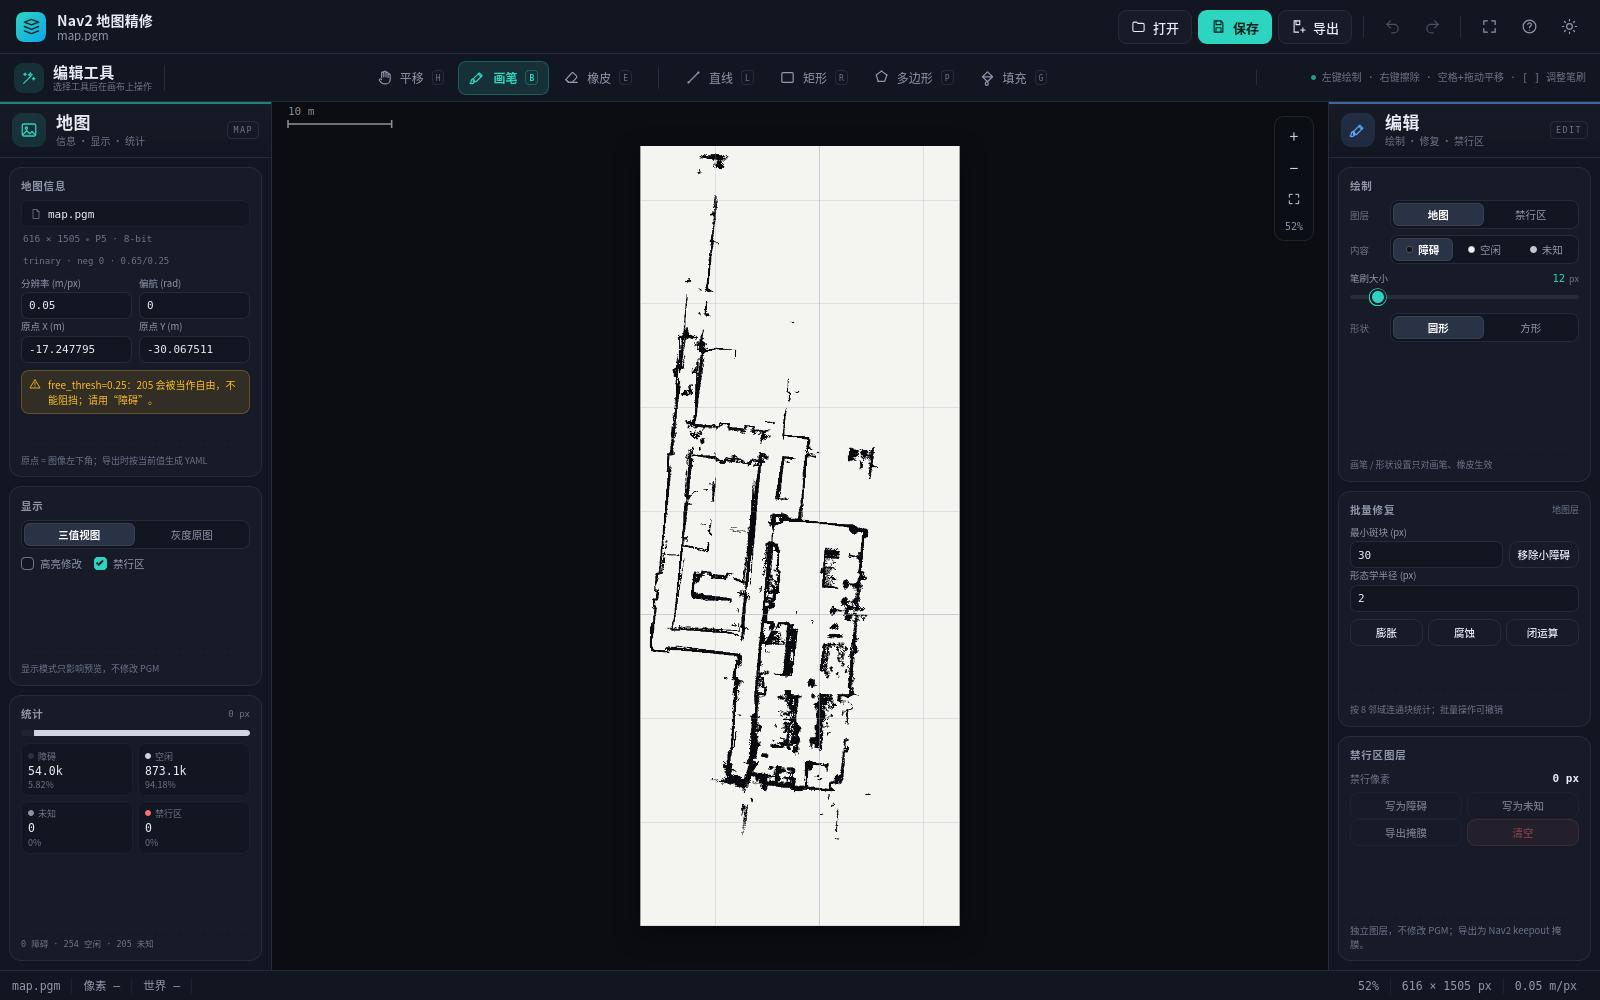 Nav2 地图精修
map.pgm
打开
保存
导出
编辑工具
选择工具后在画布上操作
平移 H
画笔 B
橡皮 E
直线 L
矩形 R
多边形 P
填充 G
左键绘制 · 右键擦除 · 空格+拖动平移 · [ ] 调整笔刷
地图
信息 · 显示 · 统计
MAP
地图信息
map.pgm
616 × 1505 · P5 · 8-bit
trinary · neg 0 · 0.65/0.25
分辨率 (m/px)
偏航 (rad)
0.05
0
原点 X (m)
原点 Y (m)
-17.247795
-30.067511
free_thresh=0.25：205 会被当作自由，不
能阻挡；请用“障碍”。
原点 = 图像左下角；导出时按当前值生成 YAML
显示
三值视图
灰度原图
高亮修改
禁行区
显示模式只影响预览，不修改 PGM
统计
0 px
障碍
54.0k
5.82%
空闲
873.1k
94.18%
未知
0
0%
禁行区
0
0%
0 障碍 · 254 空闲 · 205 未知
10 m
+
−
52%
编辑
绘制 · 修复 · 禁行区
EDIT
绘制
图层
地图
禁行区
内容
障碍
空闲
未知
笔刷大小
12 px
形状
圆形
方形
画笔 / 形状设置只对画笔、橡皮生效
批量修复
地图层
最小斑块 (px)
30
移除小障碍
形态学半径 (px)
2
膨胀
腐蚀
闭运算
按 8 邻域连通块统计；批量操作可撤销
禁行区图层
禁行像素
0 px
写为障碍
写为未知
导出掩膜
清空
独立图层，不修改 PGM；导出为 Nav2 keepout 掩
膜。
map.pgm
像素 —
世界 —
52%
616 × 1505 px
0.05 m/px